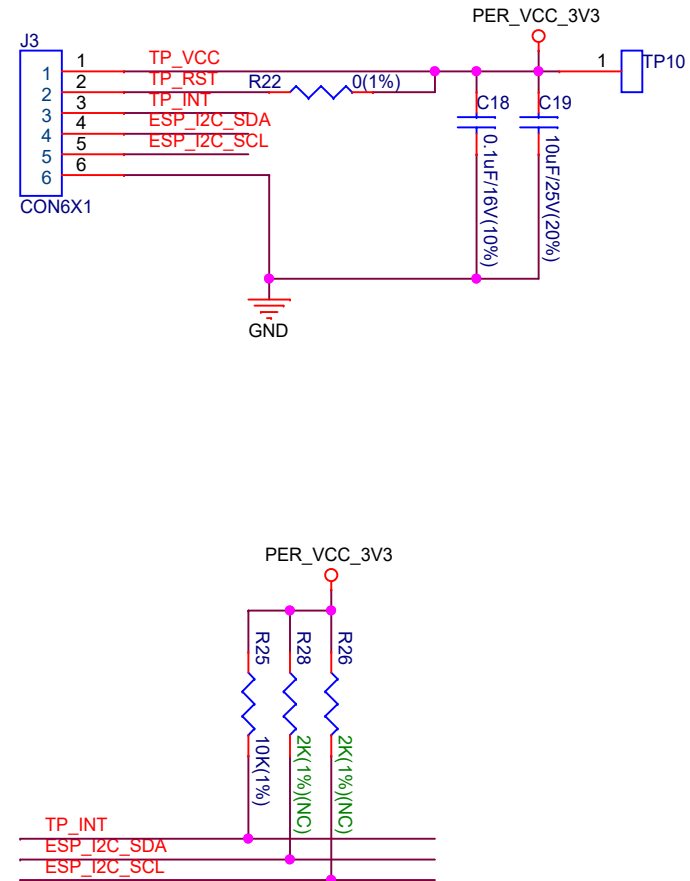 PER_VCC_3V3
J3
1 1 TP_VCC 1 TP10
2 2 TP_RST R22 0(1%)
3 3 TP_INT C18 C19
4 4 ESP_I2C_SDA
5 5 ESP_I2C_SCL
6 6
0.1uF/16V(10%)
10uF/25V(20%)
CON6X1
GND
PER_VCC_3V3
R25
R28
R26
10K(1%)
2K(1%)(NC)
2K(1%)(NC)
TP_INT
ESP_I2C_SDA
ESP_I2C_SCL